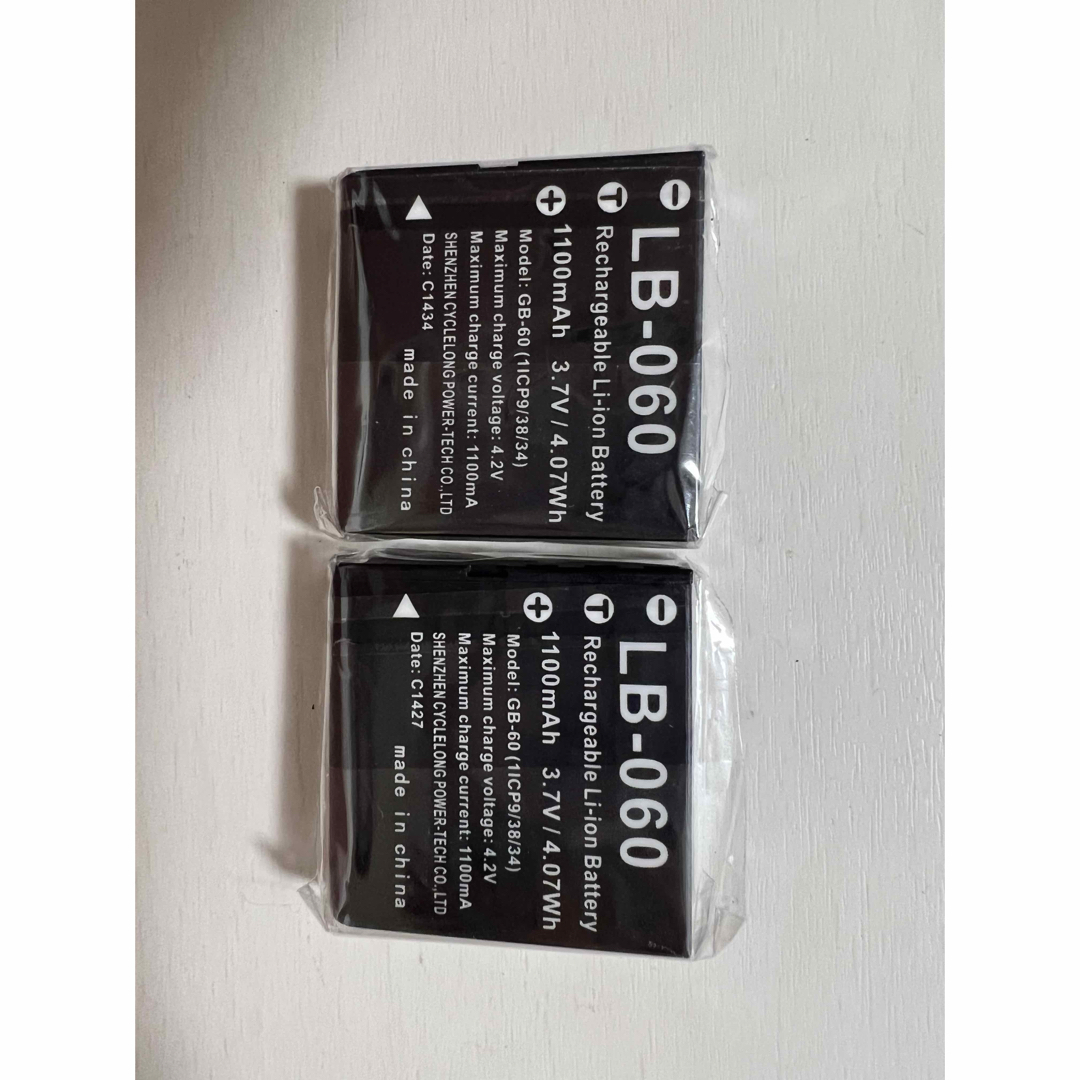 LB-060
Rechargeable Li-ion Battery
1100mAh 3.7V / 4.07Wh
Model: GB-60 (1ICP9/38/34)
Maximum charge voltage: 4.2V
Maximum charge current: 1100mA
SHENZHEN CYCLELONG POWER-TECH CO.,LTD
Date: C1434
made in china
LB-060
Rechargeable Li-ion Battery
1100mAh 3.7V / 4.07Wh
Model: GB-60 (1ICP9/38/34)
Maximum charge voltage: 4.2V
Maximum charge current: 1100mA
SHENZHEN CYCLELONG POWER-TECH CO.,LTD
Date: C1427
made in china